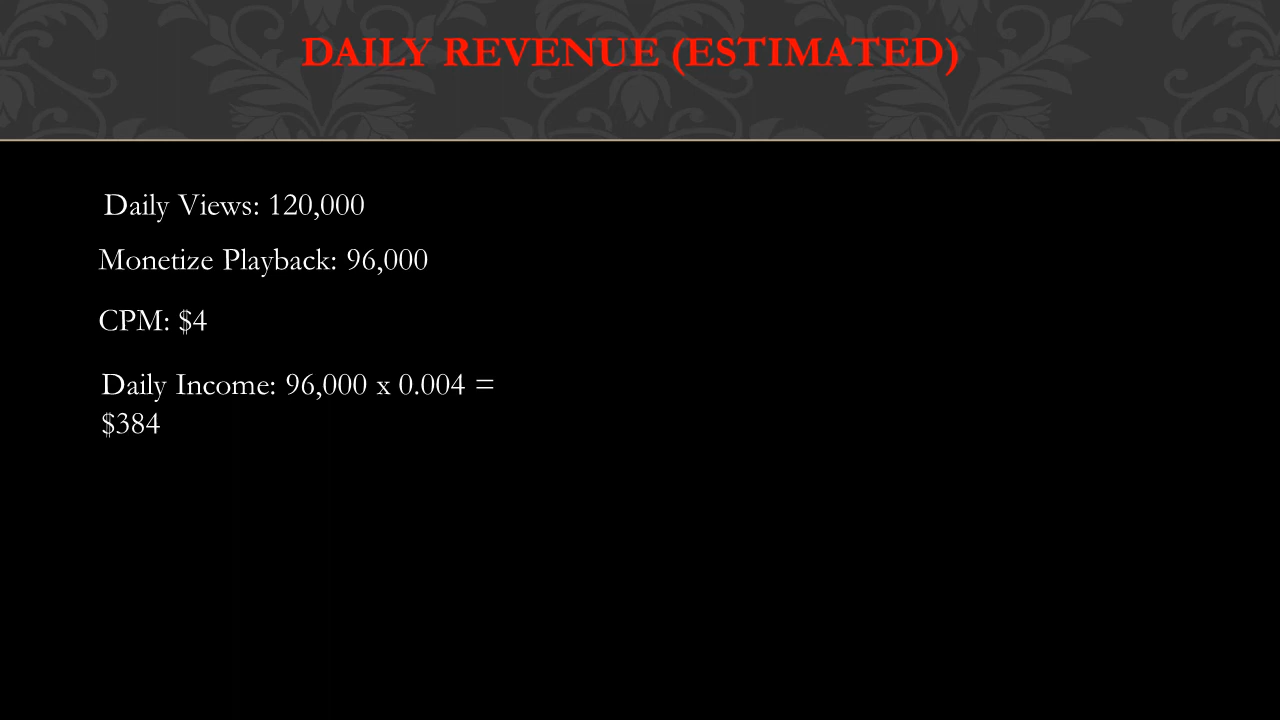 DAILY REVENUE (ESTIMATED)
Daily Views: 120,000
Monetize Playback: 96,000
CPM: $4
Daily Income: 96,000 x 0.004 =
$384